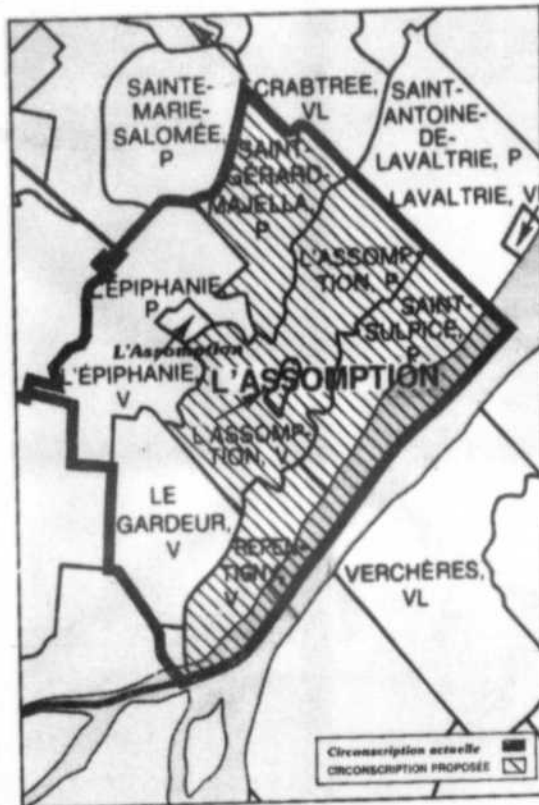 SAINTE-
MARIE-
SALOMÉE,
P
CRABTREE,
VL
SAINT-
ANTOINE-
DE-
LAVALTRIE, P
LAVALTRIE, VL
SAINT-
GÉRARD-
MAJELLA,
P
L'ASSOMP-
TION, P
L'ÉPIPHANIE,
P
SAINT-
SULPICE,
P
L'Assomption
L'ÉPIPHANIE,
V
L'ASSOMPTION
L'ASSOMP-
TION, V
LE
GARDEUR,
V
REPEN-
TIGNY,
V
VERCHÈRES,
VL
Circonscription actuelle
CIRCONSCRIPTION PROPOSÉE